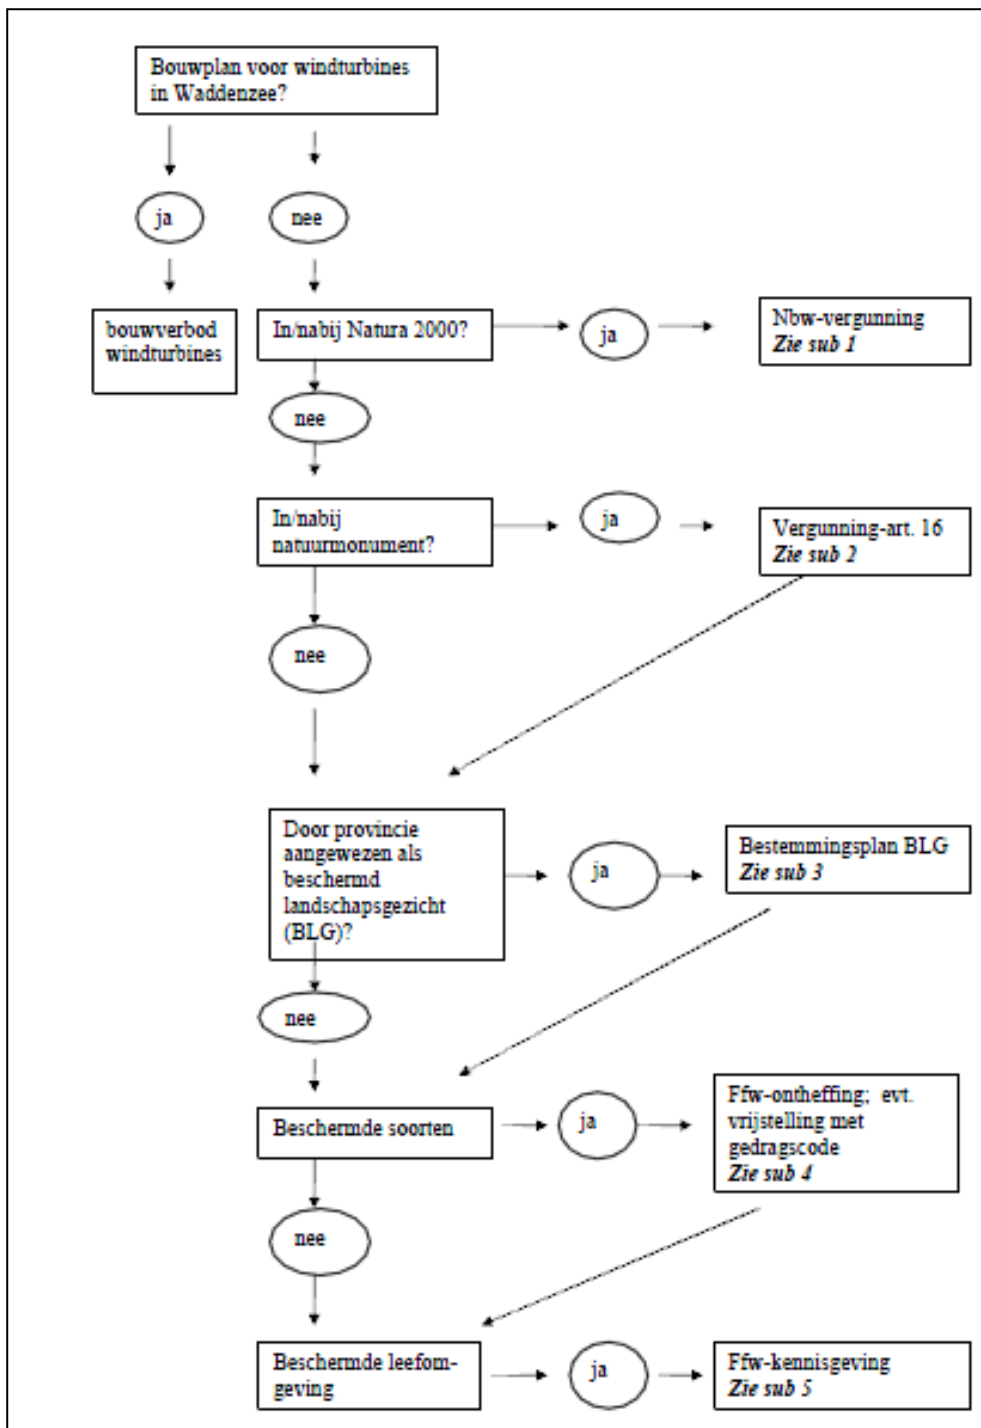 Bouwplan voor windturbines
in Waddenzee?
ja
nee
bouwverbod
windturbines
In/nabij Natura 2000?
ja
Nbw-vergunning
Zie sub 1
nee
In/nabij
natuurmonument?
ja
Vergunning-art. 16
Zie sub 2
nee
Door provincie
aangewezen als
beschermd
landschapsgezicht
(BLG)?
ja
Bestemmingsplan BLG
Zie sub 3
nee
Beschermde soorten
ja
Ffw-ontheffing; evt.
vrijstelling met
gedragscode
Zie sub 4
nee
Beschermde leefom-
geving
ja
Ffw-kennisgeving
Zie sub 5